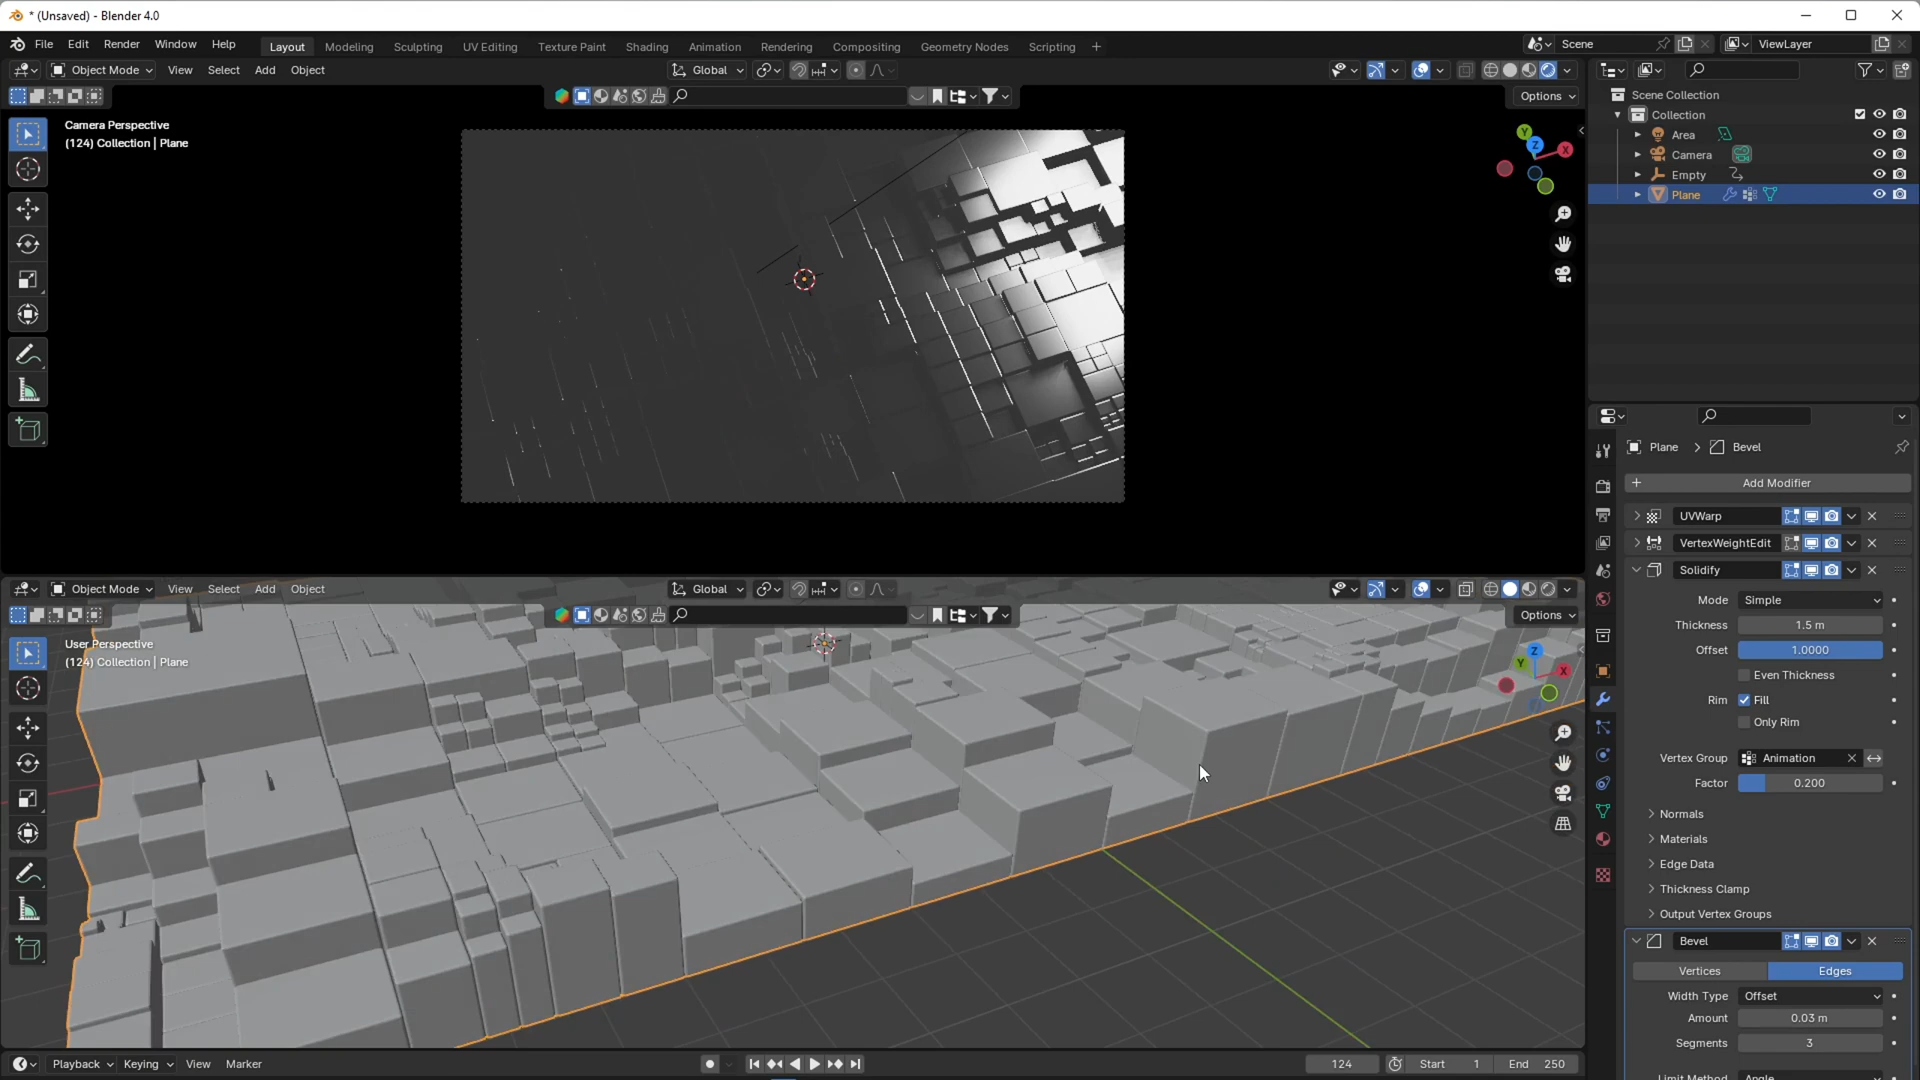 * (Unsaved) - Blender 4.0
File Edit Render Window Help
Layout Modeling Sculpting UV Editing Texture Paint Shading Animation Rendering Compositing Geometry Nodes Scripting +
Scene
ViewLayer
Object Mode View Select Add Object
Global
Options
Camera Perspective
(124) Collection | Plane
Y
Z
X
Scene Collection
Collection
Area
Camera
Empty
Plane
Plane > Bevel
+ Add Modifier
UVWarp
VertexWeightEdit
Solidify
Mode Simple
Thickness 1.5 m
Offset 1.0000
Even Thickness
Rim Fill
Only Rim
Vertex Group Animation
Factor 0.200
Normals
Materials
Edge Data
Thickness Clamp
Output Vertex Groups
Bevel
Vertices Edges
Width Type Offset
Amount 0.03 m
Segments 3
Limit Method Angle
Object Mode View Select Add Object
Global
Options
User Perspective
(124) Collection | Plane
Z
Y
X
Playback Keying View Marker
124
Start 1
End 250